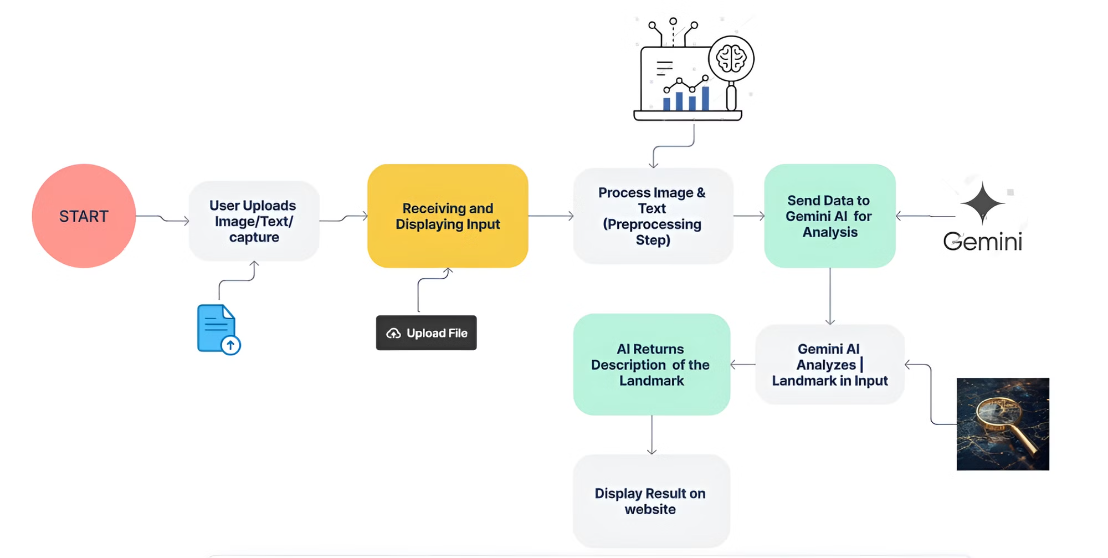 START
User Uploads
Image/Text/
capture
Receiving and
Displaying Input
Process Image &
Text
(Preprocessing
Step)
Send Data to
Gemini AI for
Analysis
Gemini
Upload File
AI Returns
Description of the
Landmark
Gemini AI
Analyzes |
Landmark in Input
Display Result on
website